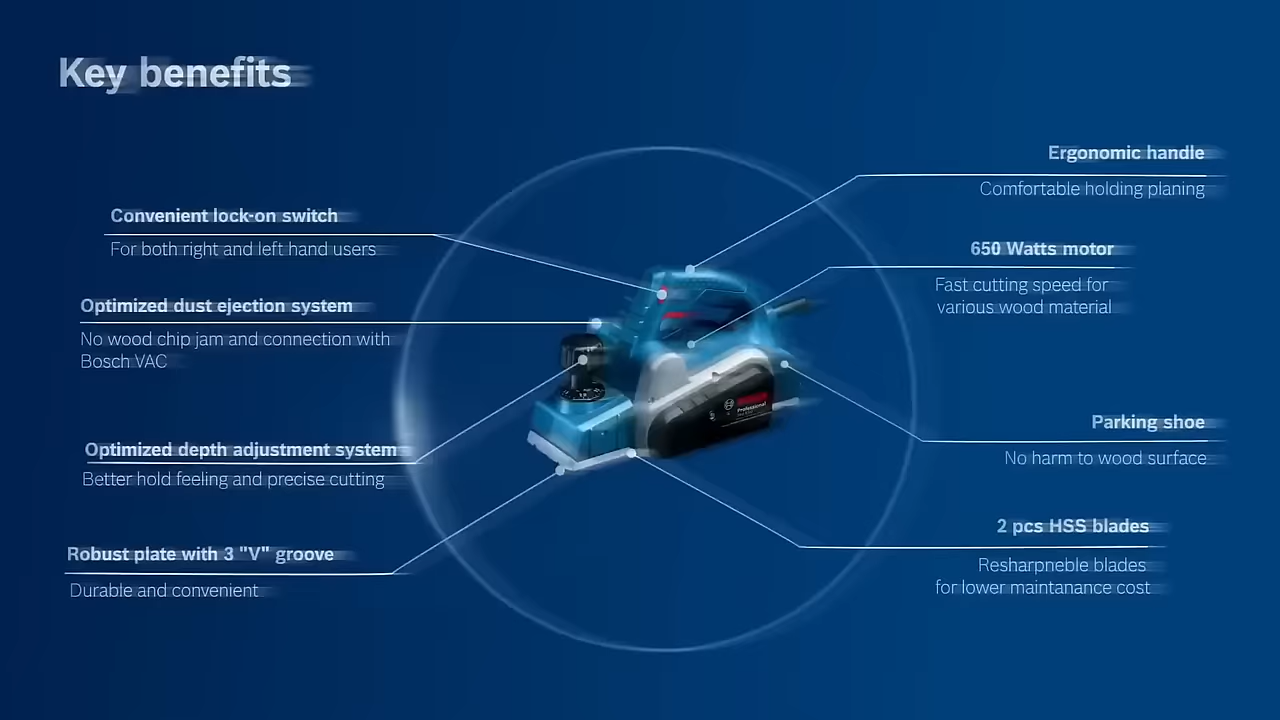 Key benefits
Convenient lock-on switch
For both right and left hand users
Optimized dust ejection system
No wood chip jam and connection with
Bosch VAC
Optimized depth adjustment system
Better hold feeling and precise cutting
Robust plate with 3 "V" groove
Durable and convenient
Ergonomic handle
Comfortable holding planing
650 Watts motor
Fast cutting speed for
various wood material
Parking shoe
No harm to wood surface
2 pcs HSS blades
Resharpneble blades
for lower maintanance cost
Professional